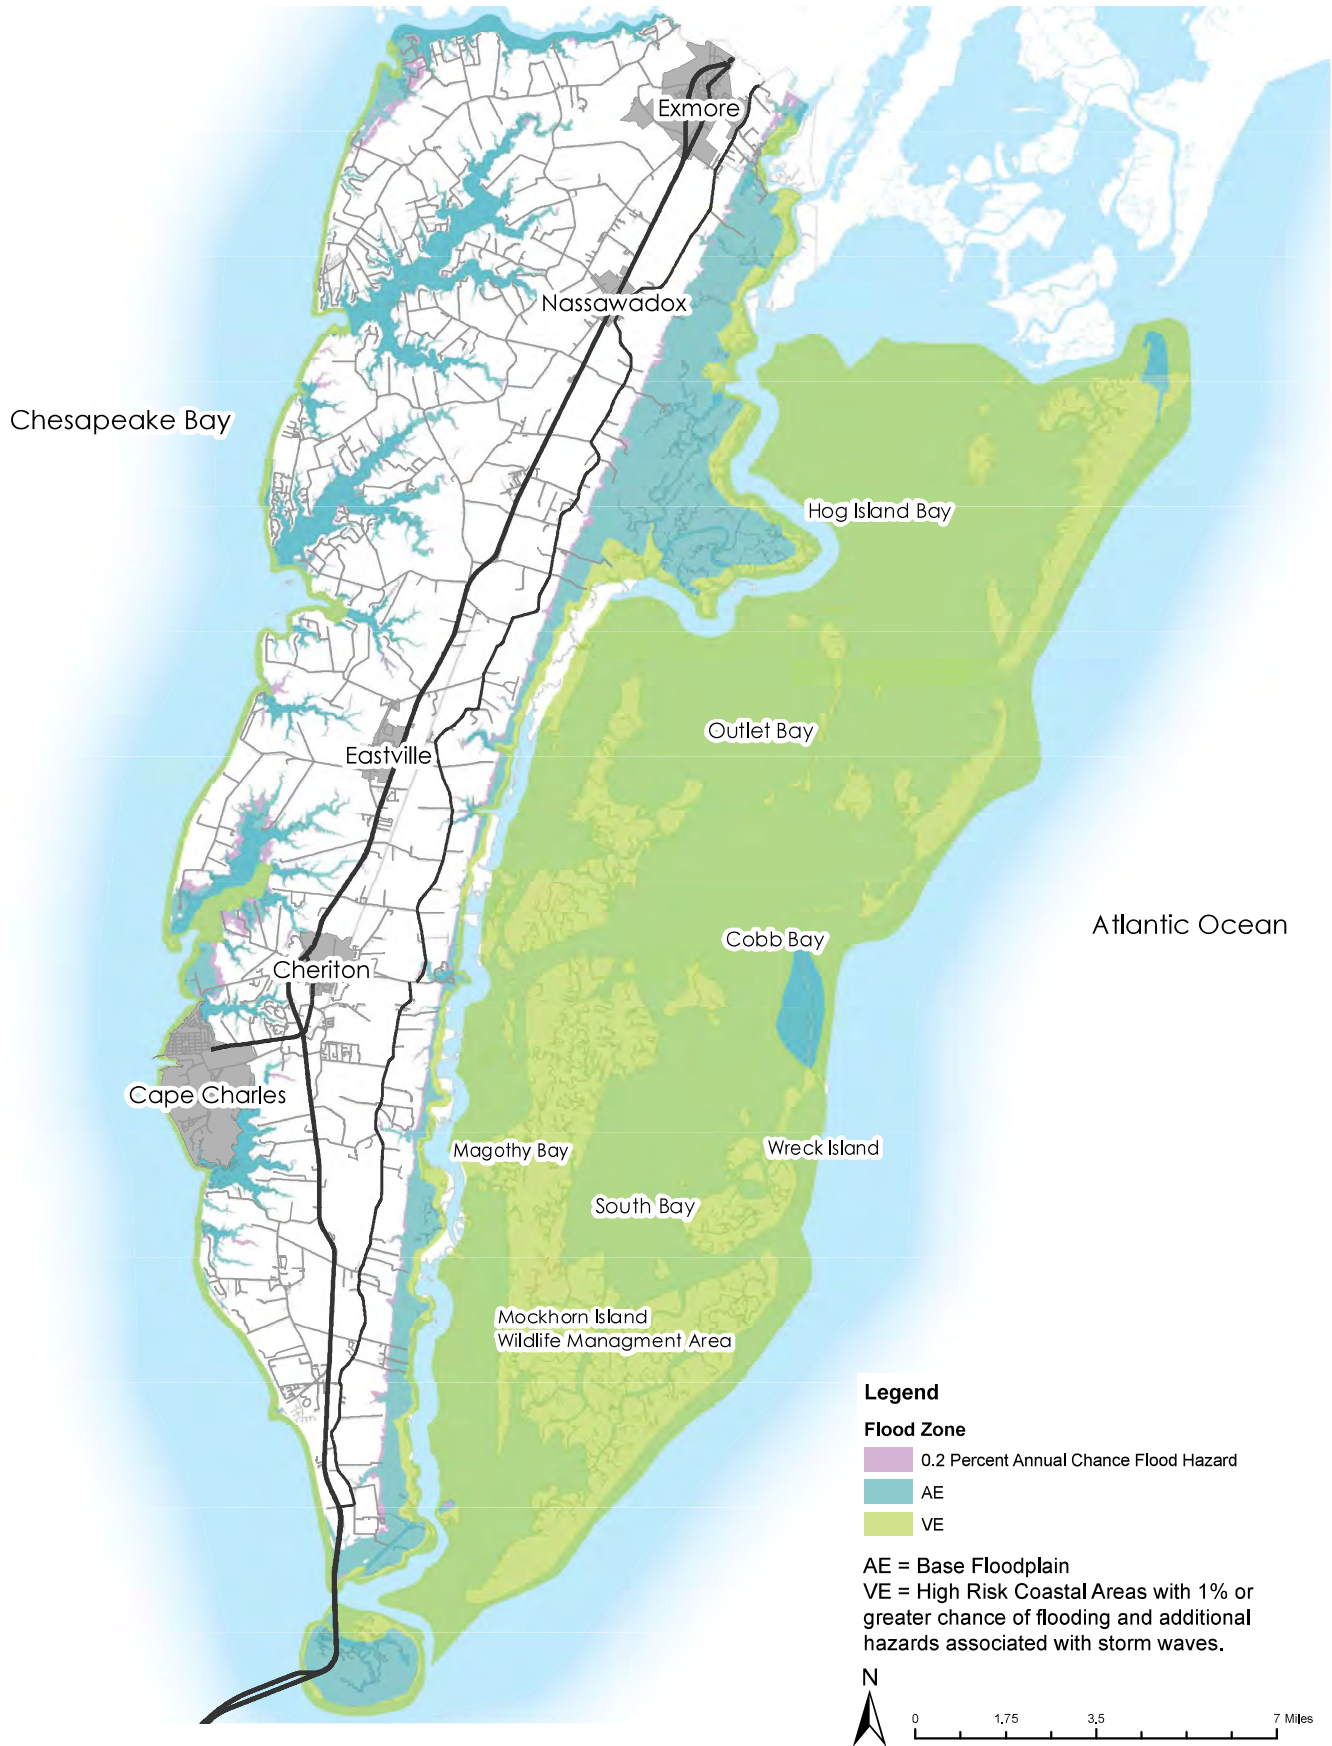 Exmore
Nassawadox
Chesapeake Bay
Hog Island Bay
Outlet Bay
Eastville
Atlantic Ocean
Cobb Bay
Cheriton
Cape Charles
Magothy Bay
Wreck Island
South Bay
Mockhorn Island
Wildlife Managment Area
Legend
Flood Zone
0.2 Percent Annual Chance Flood Hazard
AE
VE
AE = Base Floodplain
VE = High Risk Coastal Areas with 1% or
greater chance of flooding and additional
hazards associated with storm waves.
N
0 1.75 3.5 7 Miles